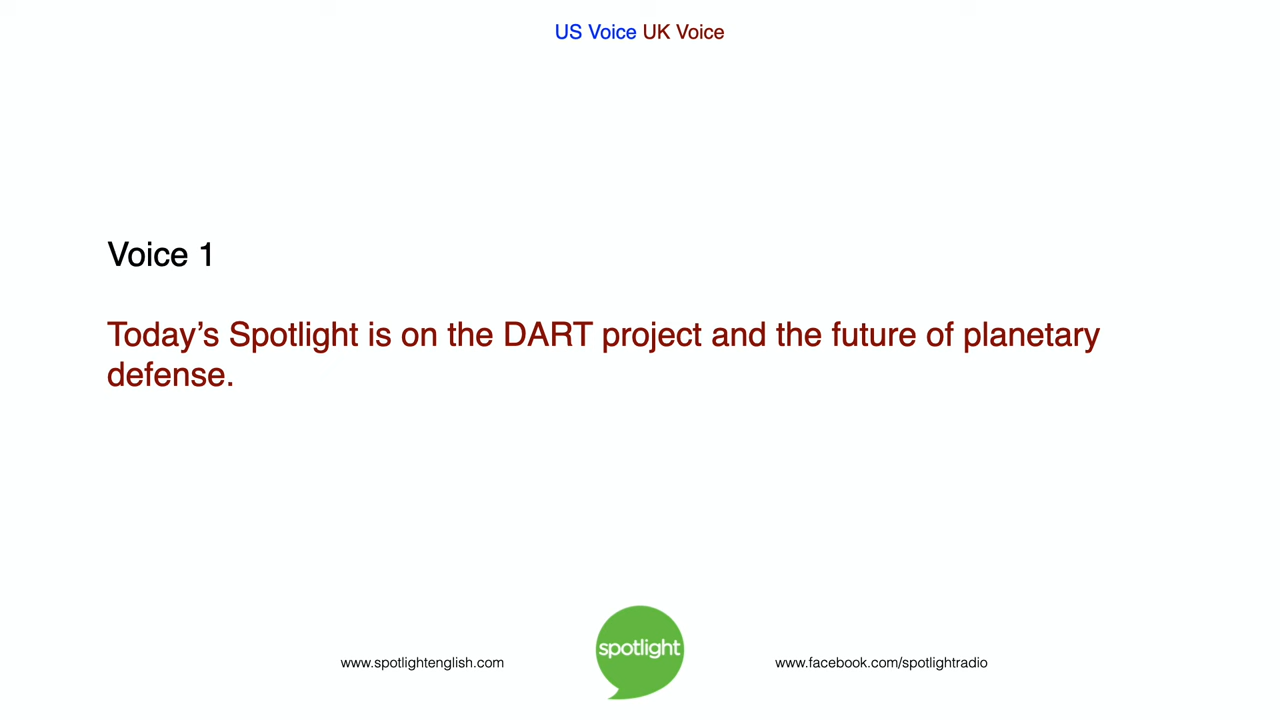 US Voice UK Voice
Voice 1
Today’s Spotlight is on the DART project and the future of planetary
defense.
www.spotlightenglish.com
spotlight
www.facebook.com/spotlightradio